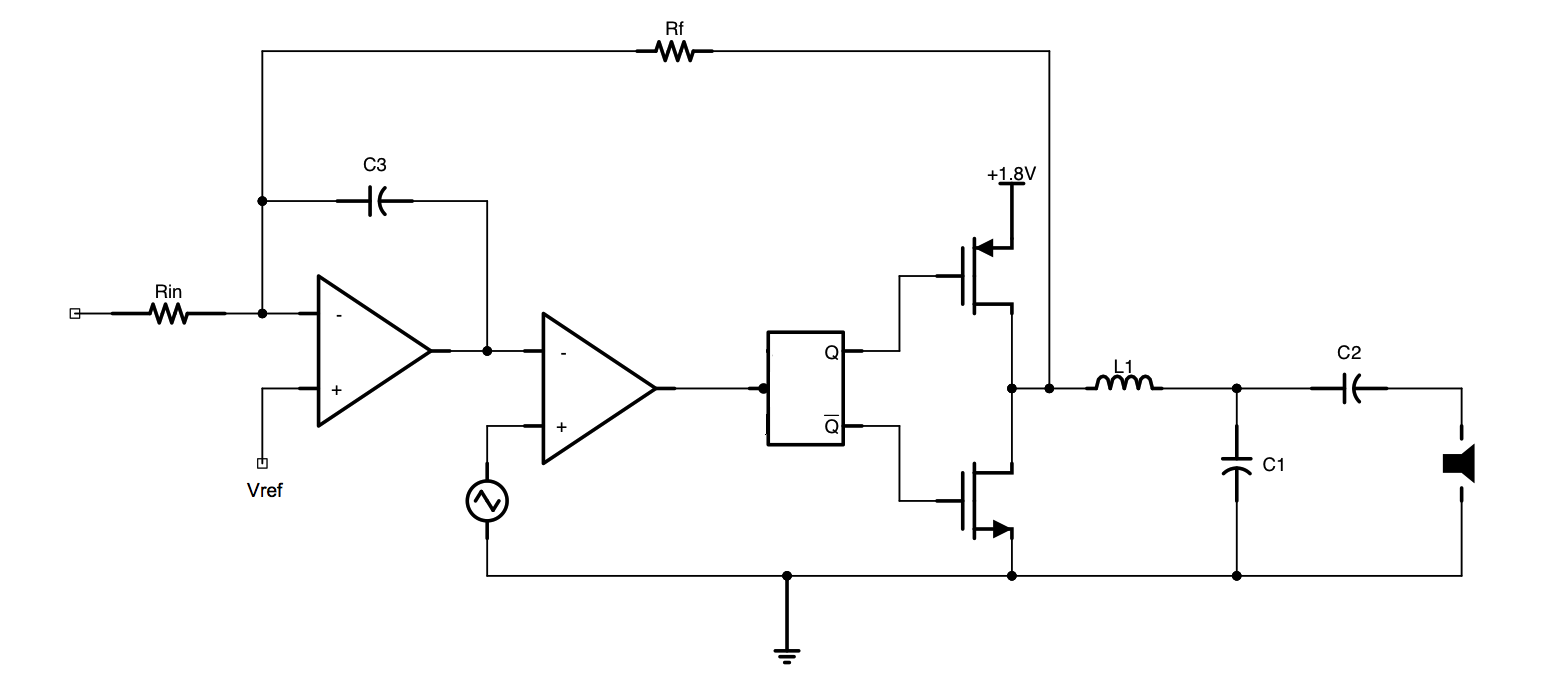 Rf
C3
+1.8V
Rin
-
+
Vref
-
+
Q
Q̅
L1
C2
C1